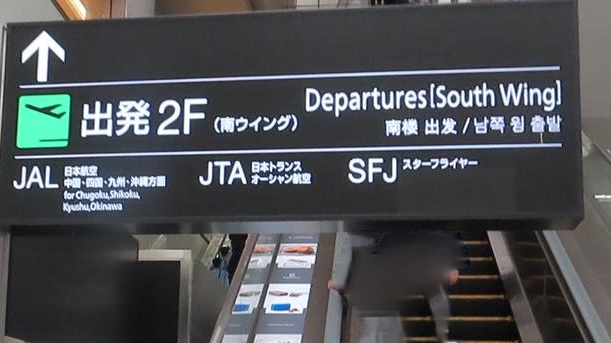 出発 2F (南ウイング) Departures[South Wing]
南楼 出发 / 남쪽 윙 출발
JAL 日本航空
中国・四国・九州・沖縄方面
for Chugoku,Shikoku,
Kyushu,Okinawa
JTA 日本トランス
オーシャン航空
SFJ スターフライヤー